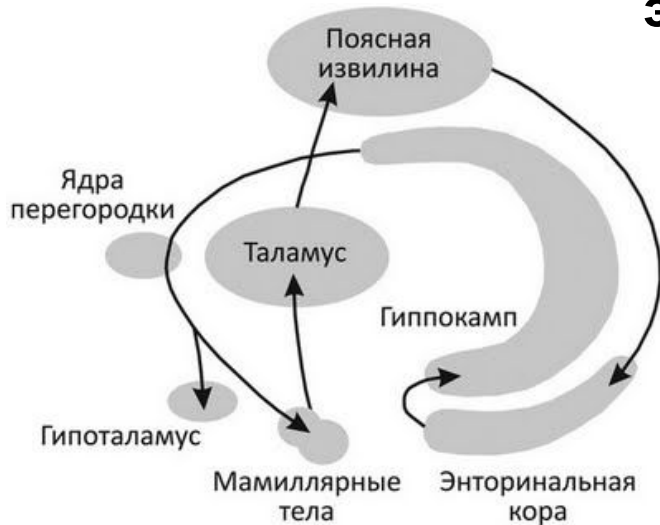 Э
Поясная
извилина
Ядра
перегородки
Таламус
Гиппокамп
Гипоталамус
Мамиллярные
тела
Энторинальная
кора